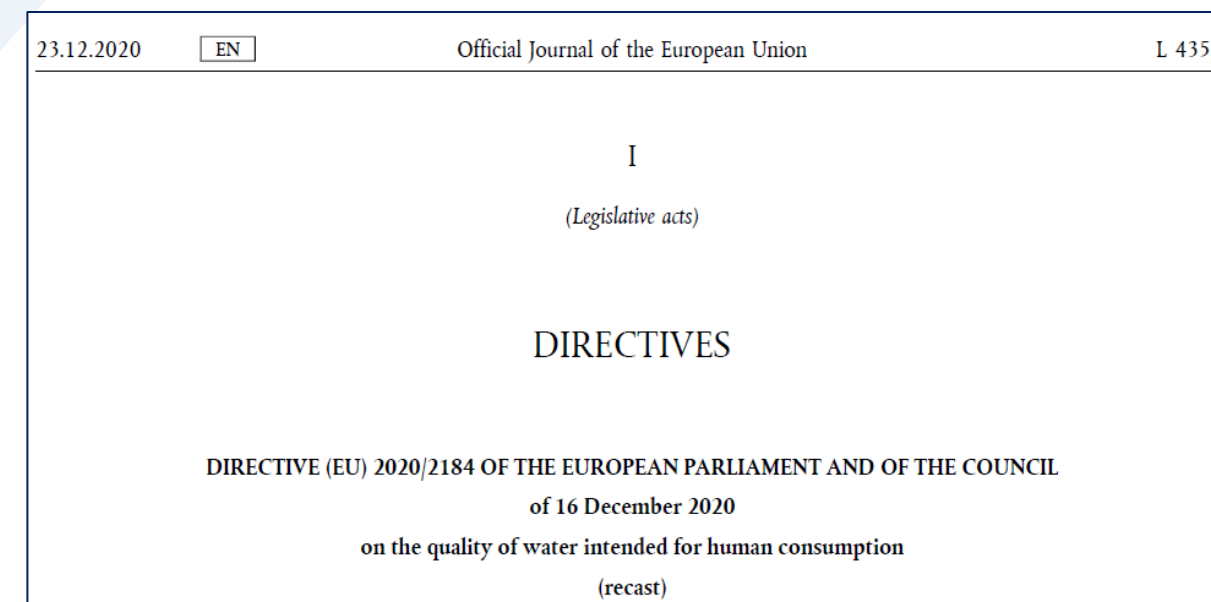 23.12.2020 EN Official Journal of the European Union L 435
I
(Legislative acts)
DIRECTIVES
DIRECTIVE (EU) 2020/2184 OF THE EUROPEAN PARLIAMENT AND OF THE COUNCIL
of 16 December 2020
on the quality of water intended for human consumption
(recast)